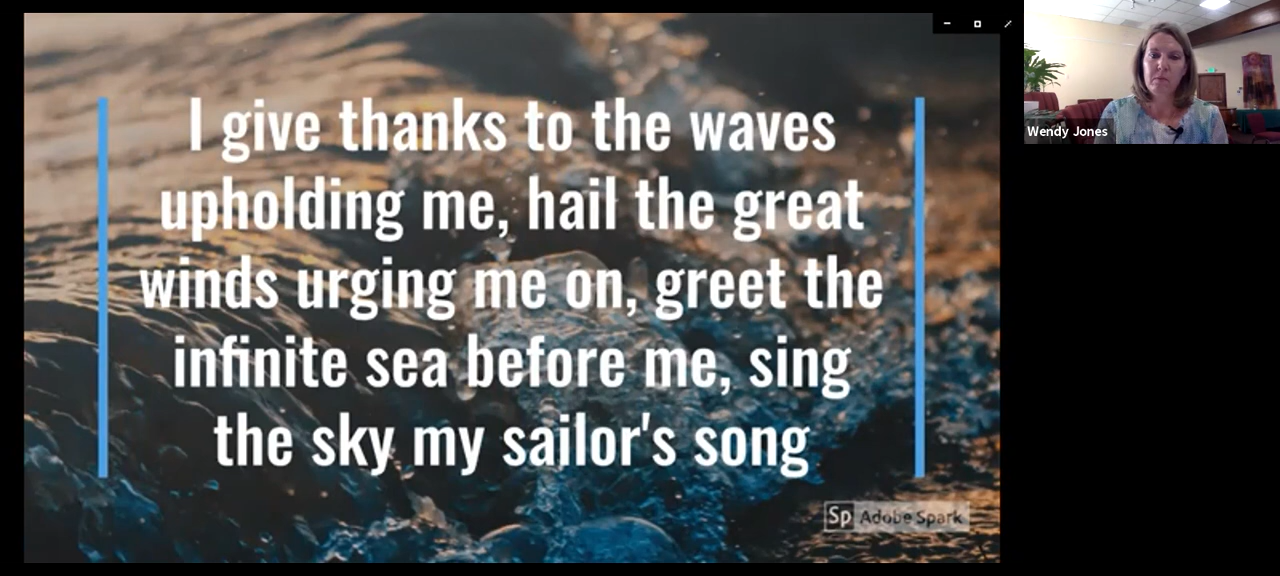 I give thanks to the waves
upholding me, hail the great
winds urging me on, greet the
infinite sea before me, sing
the sky my sailor's song
Sp Adobe Spark
Wendy Jones